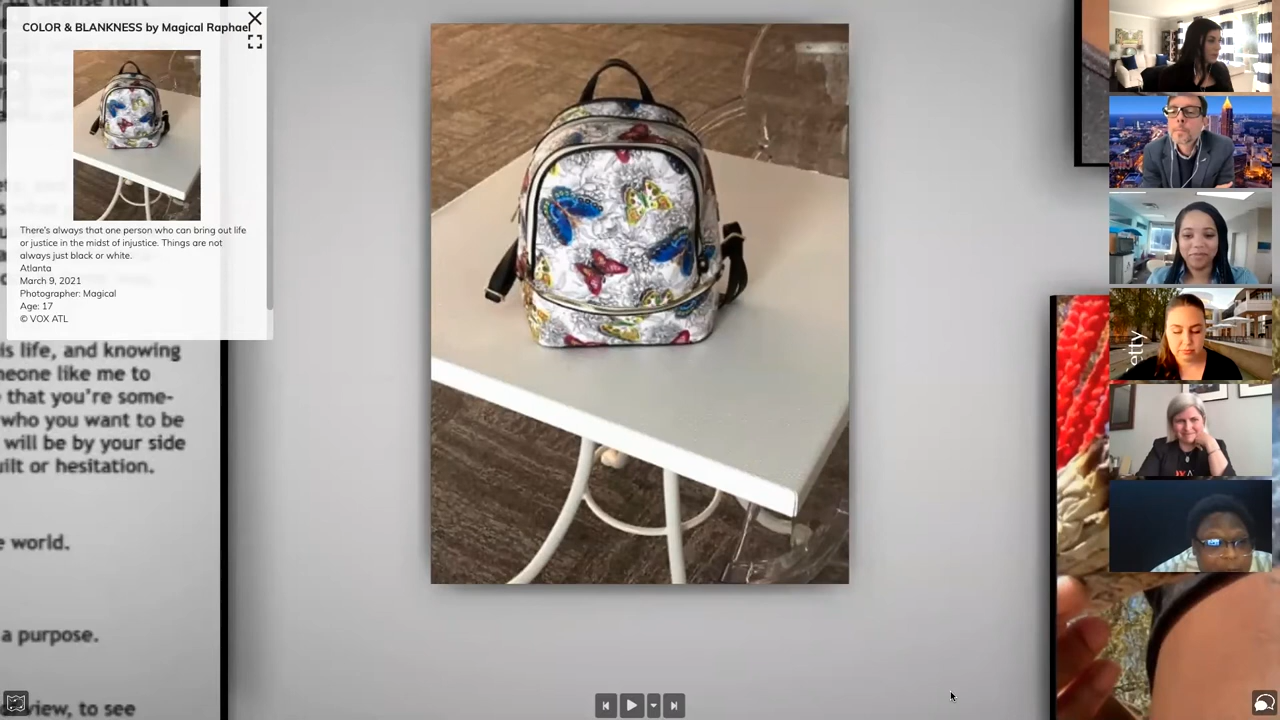 COLOR & BLANKNESS by Magical Raphael
There's always that one person who can bring out life
or justice in the midst of injustice. Things are not
always just black or white.
Atlanta
March 9, 2021
Photographer: Magical
Age: 17
© VOX ATL
is life, and knowing
meone like me to
that you're some-
who you want to be
will be by your side
uilt or hesitation.
e world.
a purpose.
view, to see
etty